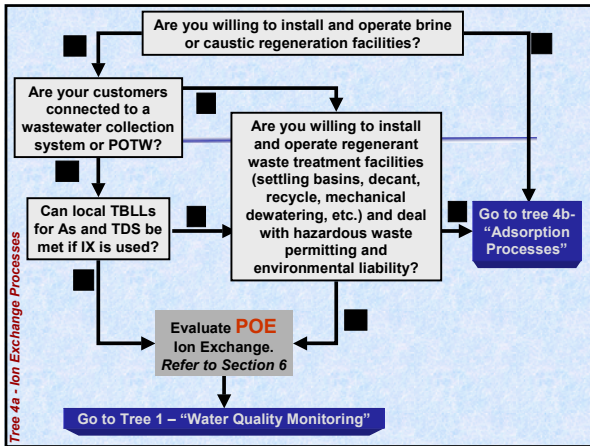 Are you willing to install and operate brine
or caustic regeneration facilities?
Are your customers
connected to a
wastewater collection
system or POTW?
Are you willing to install
and operate regenerant
waste treatment facilities
(settling basins, decant,
recycle, mechanical
dewatering, etc.) and deal
with hazardous waste
permitting and
environmental liability?
Can local TBLLs
for As and TDS be
met if IX is used?
Go to tree 4b-
“Adsorption
Processes”
Evaluate POE
Ion Exchange.
Refer to Section 6
Go to Tree 1 – “Water Quality Monitoring”
Tree 4a - Ion Exchange Processes